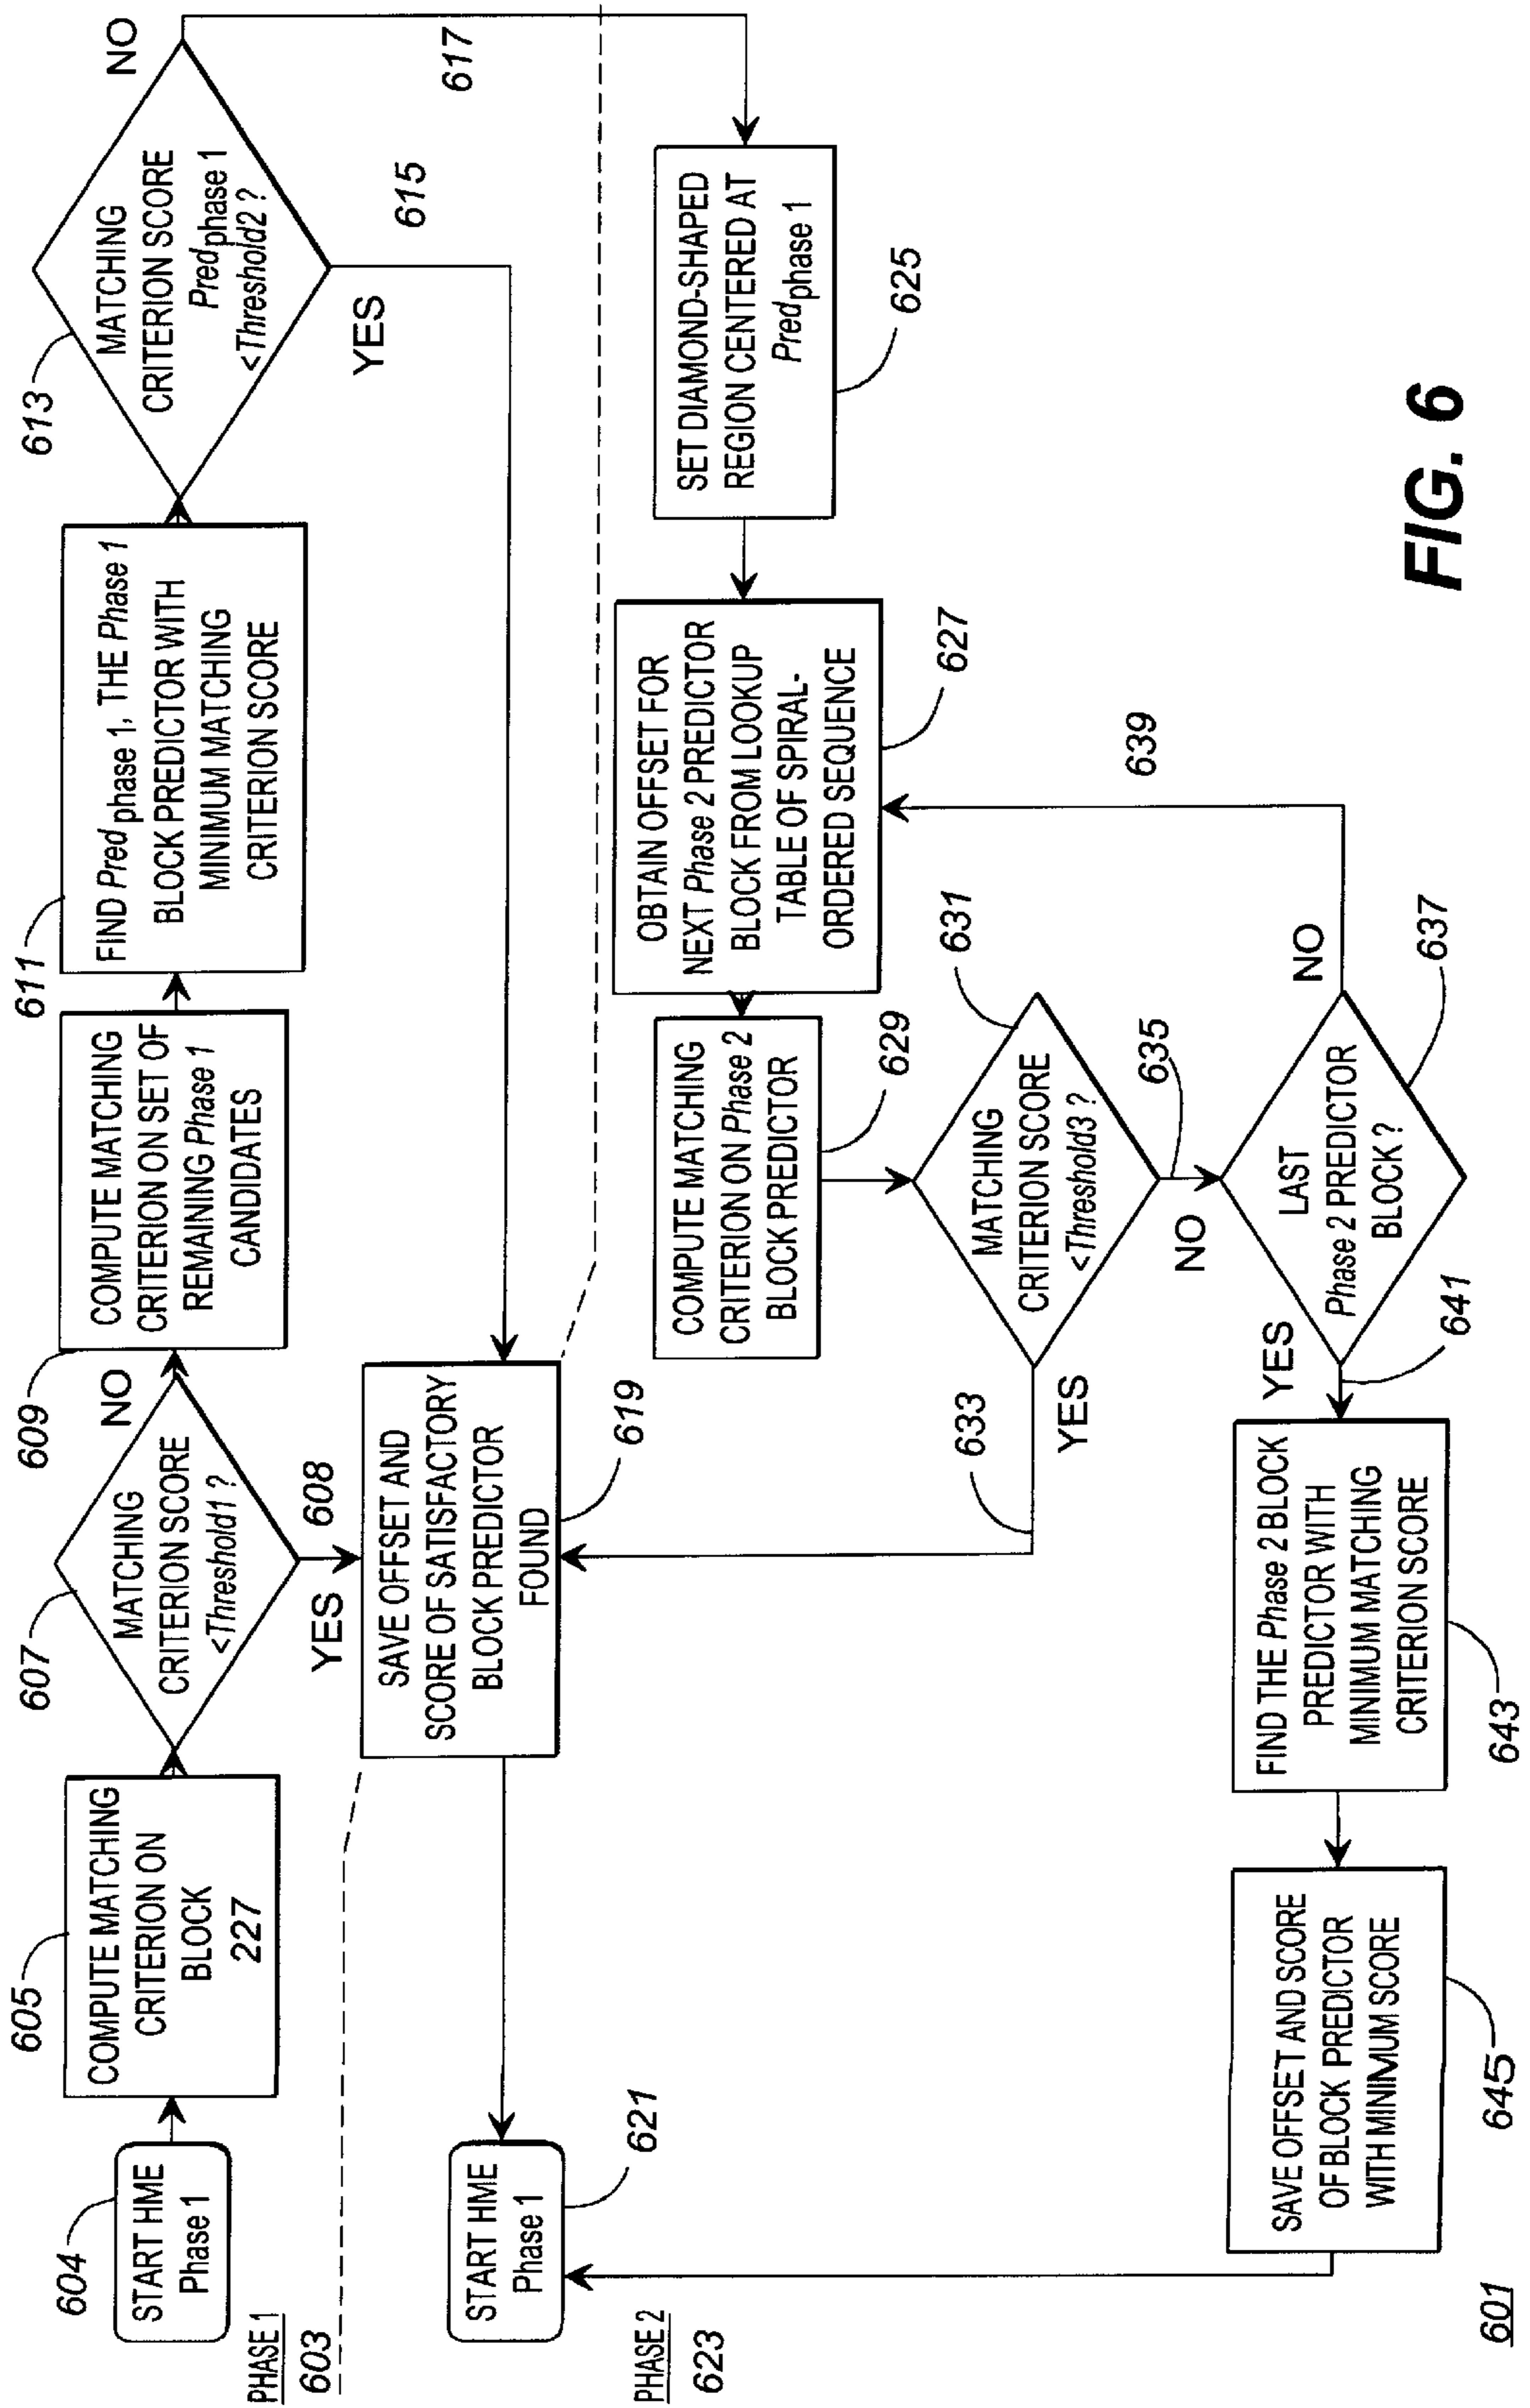 604
START HME
Phase 1
605
COMPUTE MATCHING
CRITERION ON
BLOCK
227
607
MATCHING
CRITERION SCORE
<Threshold1 ?
NO
YES
608
609
COMPUTE MATCHING
CRITERION ON SET OF
REMAINING Phase 1
CANDIDATES
611
FIND Pred phase 1, THE Phase 1
BLOCK PREDICTOR WITH
MINIMUM MATCHING
CRITERION SCORE
613
MATCHING
CRITERION SCORE
Pred phase 1
<Threshold2 ?
NO
YES
615
617
PHASE 1
603
SAVE OFFSET AND
SCORE OF SATISFACTORY
BLOCK PREDICTOR
FOUND
619
START HME
Phase 1
621
PHASE 2
623
SET DIAMOND-SHAPED
REGION CENTERED AT
Pred phase 1
625
OBTAIN OFFSET FOR
NEXT Phase 2 PREDICTOR
BLOCK FROM LOOKUP
TABLE OF SPIRAL-
ORDERED SEQUENCE
627
COMPUTE MATCHING
CRITERION ON Phase 2
BLOCK PREDICTOR
629
MATCHING
CRITERION SCORE
<Threshold3 ?
631
633
YES
NO
635
LAST
Phase 2 PREDICTOR
BLOCK ?
637
NO
639
YES
641
FIND THE Phase 2 BLOCK
PREDICTOR WITH
MINIMUM MATCHING
CRITERION SCORE
643
SAVE OFFSET AND SCORE
OF BLOCK PREDICTOR
WITH MINIMUM SCORE
645
601
FIG. 6